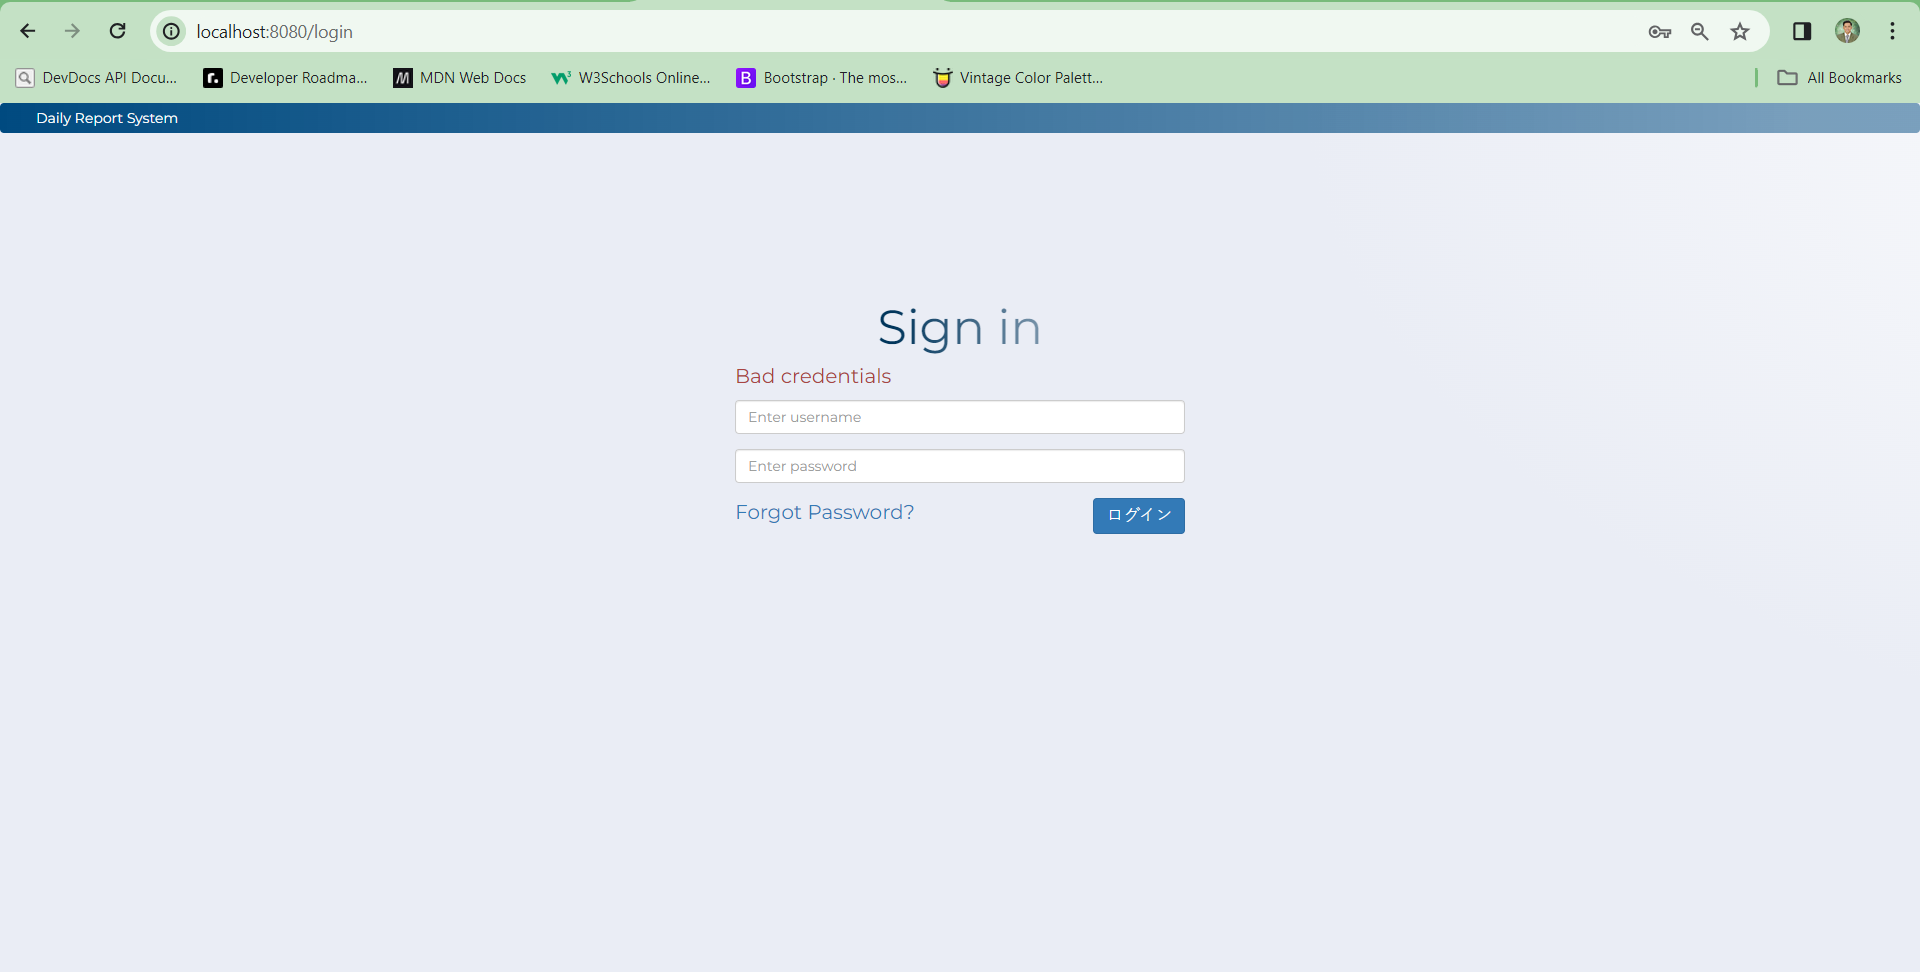 localhost:8080/login
DevDocs API Docu...
Developer Roadma...
MDN Web Docs
W3Schools Online...
Bootstrap · The mos...
Vintage Color Palett...
All Bookmarks
Daily Report System
Sign in
Bad credentials
Enter username
Enter password
Forgot Password?
ログイン